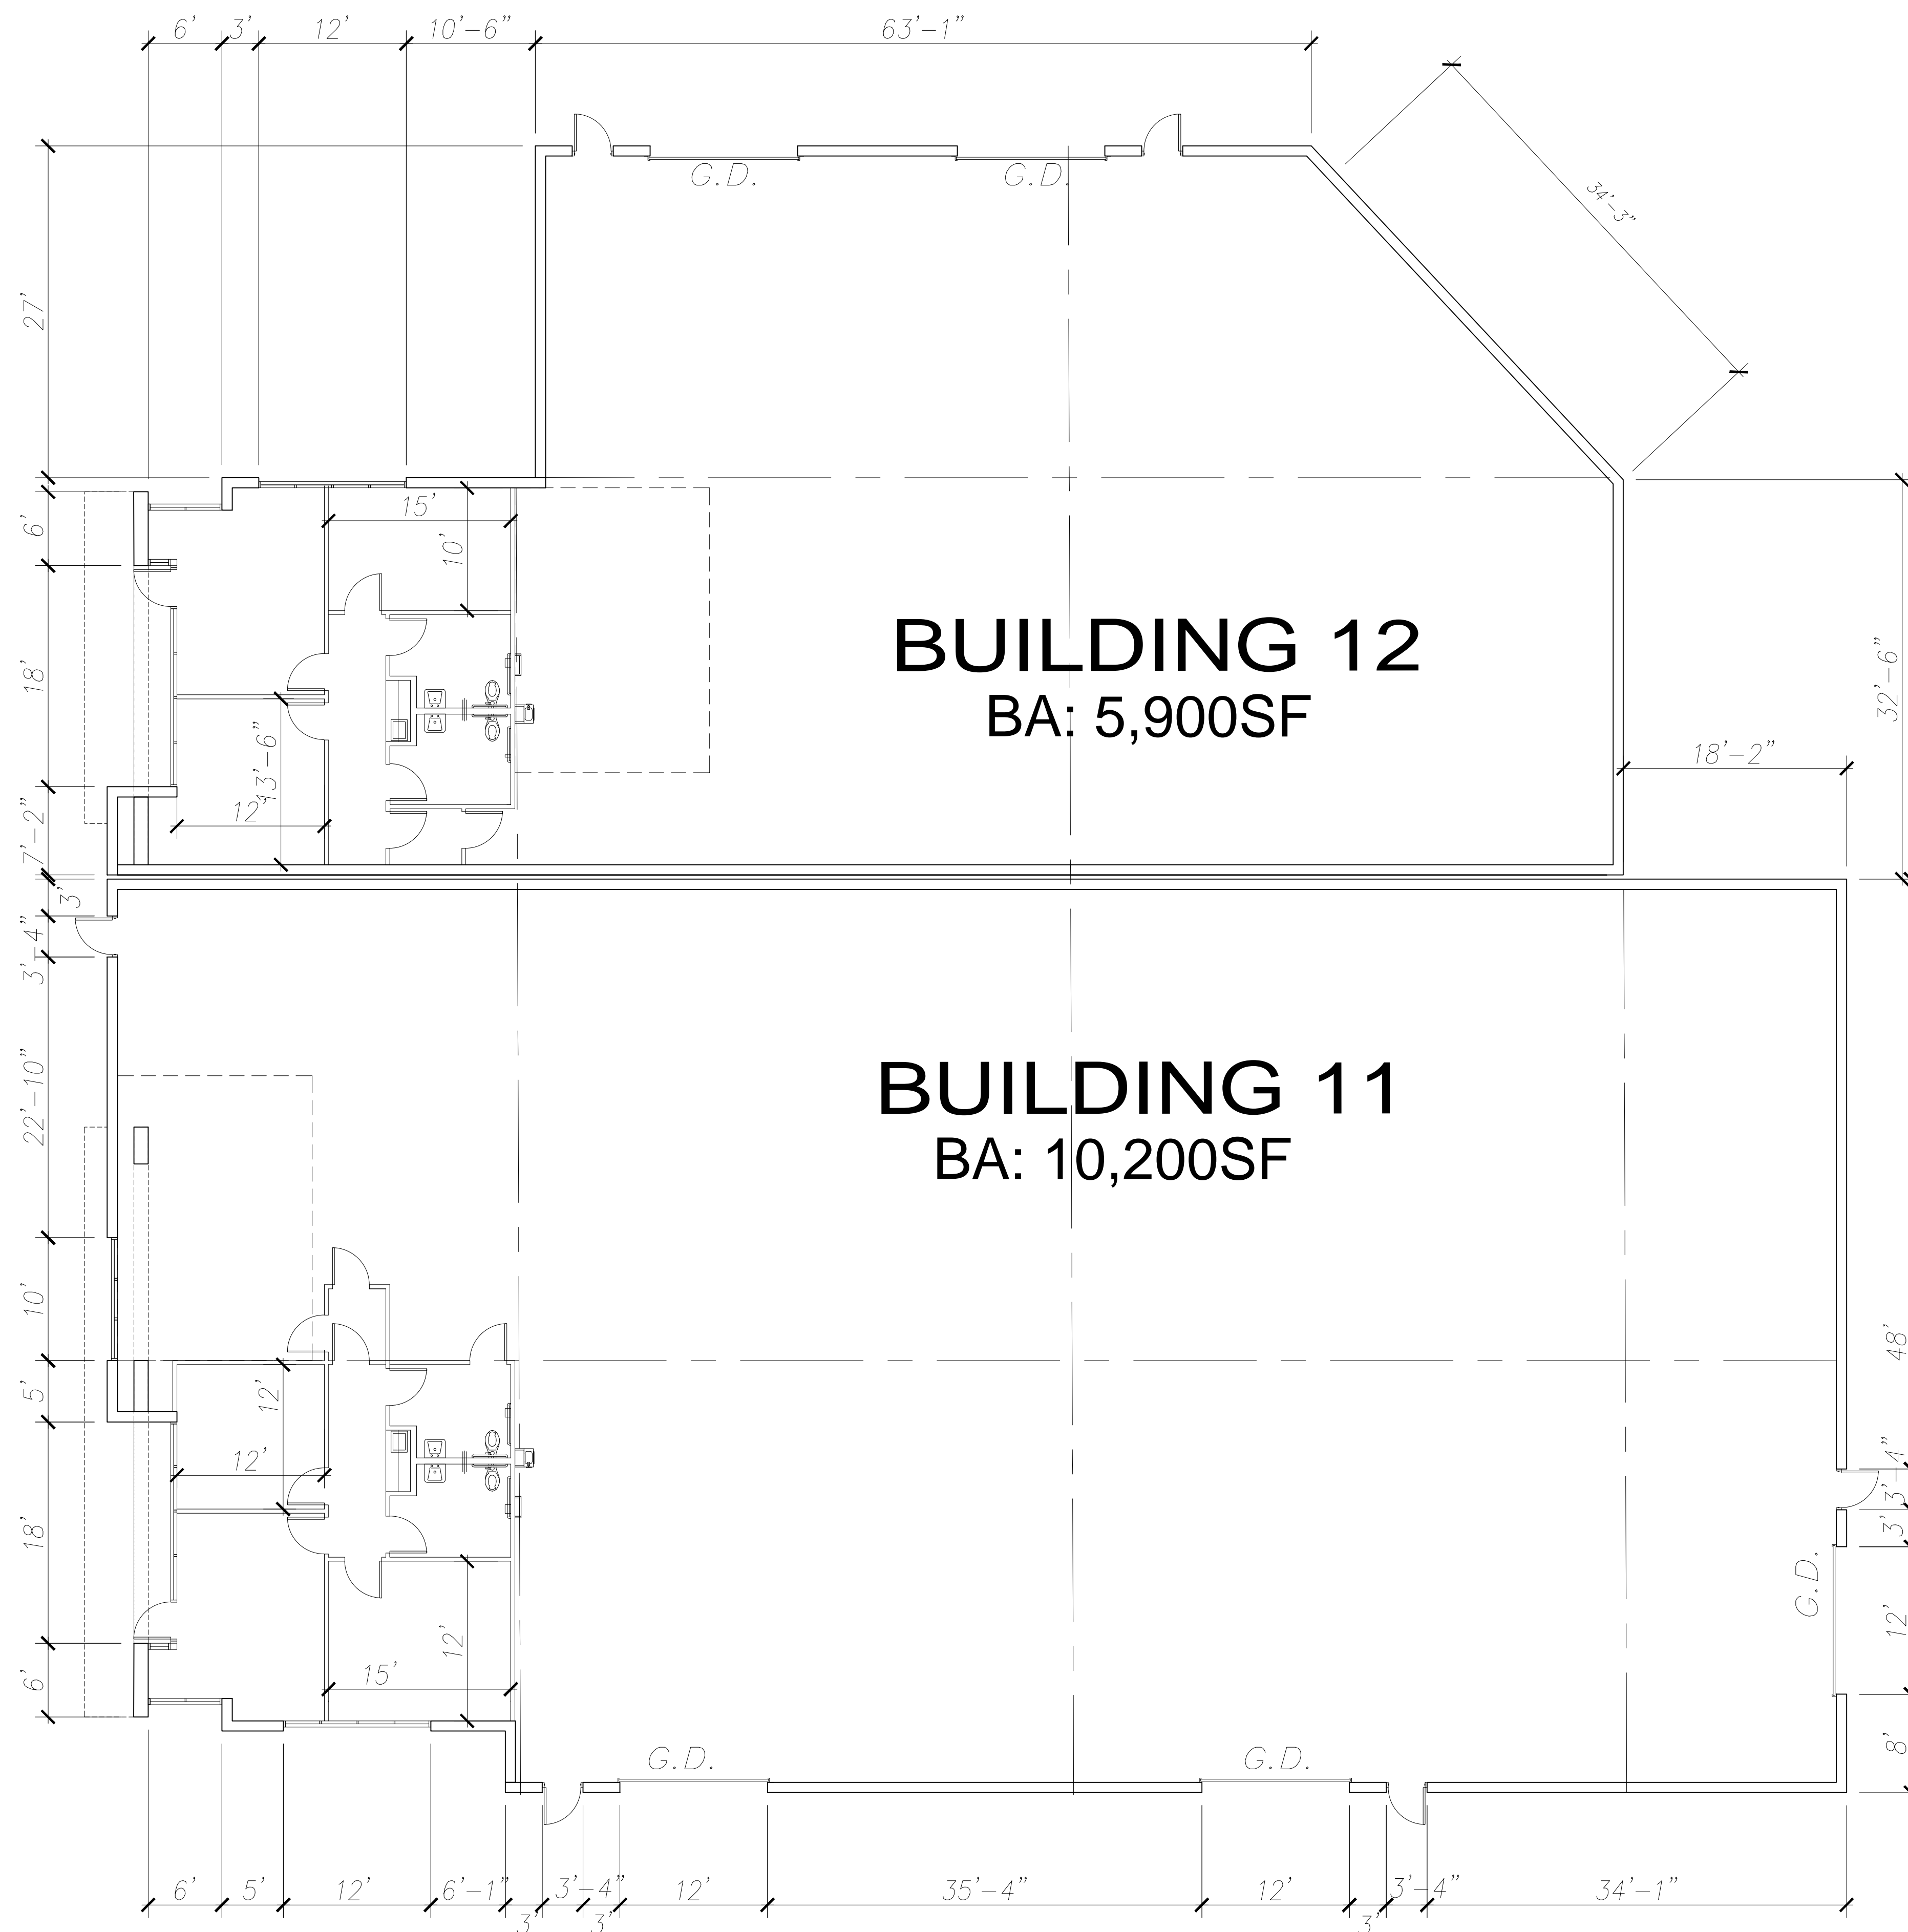 6' 3' 12' 10'-6" 63'-1"
34'-3"
G.D. G.D.
27'
15'
10'
6'
BUILDING 12
BA: 5,900SF
32'-6"
18'
18'-2"
13'-6"
12'
7'-2"
3'
3'-4"
22'-10"
BUILDING 11
BA: 10,200SF
10'
48'
5'
12'
12'
3'-4"
3'
18'
G.D.
12'
12'
15'
6'
8'
G.D. G.D.
6' 5' 12' 6'-1" 3'-4" 12' 35'-4" 12' 3'-4" 34'-1"
3' 3' 3'